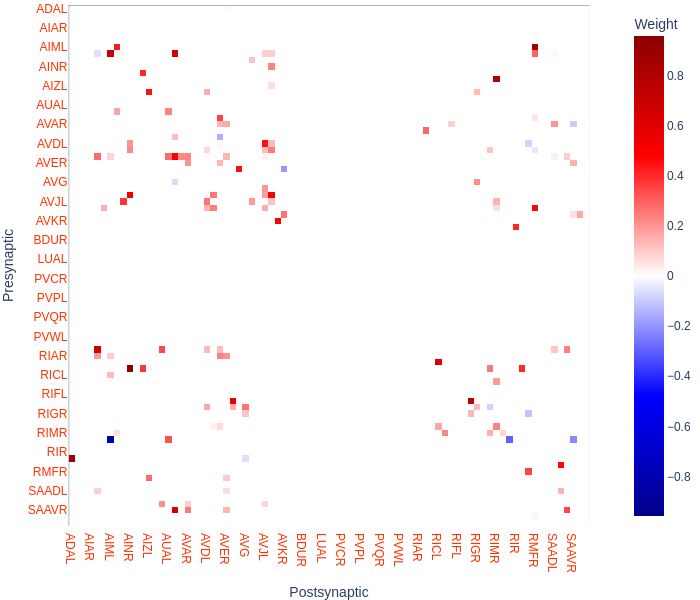 Weight
ADAL
AIAR
AIML
AINR
AIZL
AUAL
AVAR
AVDL
AVER
AVG
AVJL
AVKR
BDUR
LUAL
PVCR
PVPL
PVQR
PVWL
RIAR
RICL
RIFL
RIGR
RIMR
RIR
RMFR
SAADL
SAAVR
Presynaptic
0.8
0.6
0.4
0.2
0
−0.2
−0.4
−0.6
−0.8
ADAL
AIAR
AIML
AINR
AIZL
AUAL
AVAR
AVDL
AVER
AVG
AVJL
AVKR
BDUR
LUAL
PVCR
PVPL
PVQR
PVWL
RIAR
RICL
RIFL
RIGR
RIMR
RIR
RMFR
SAADL
SAAVR
Postsynaptic